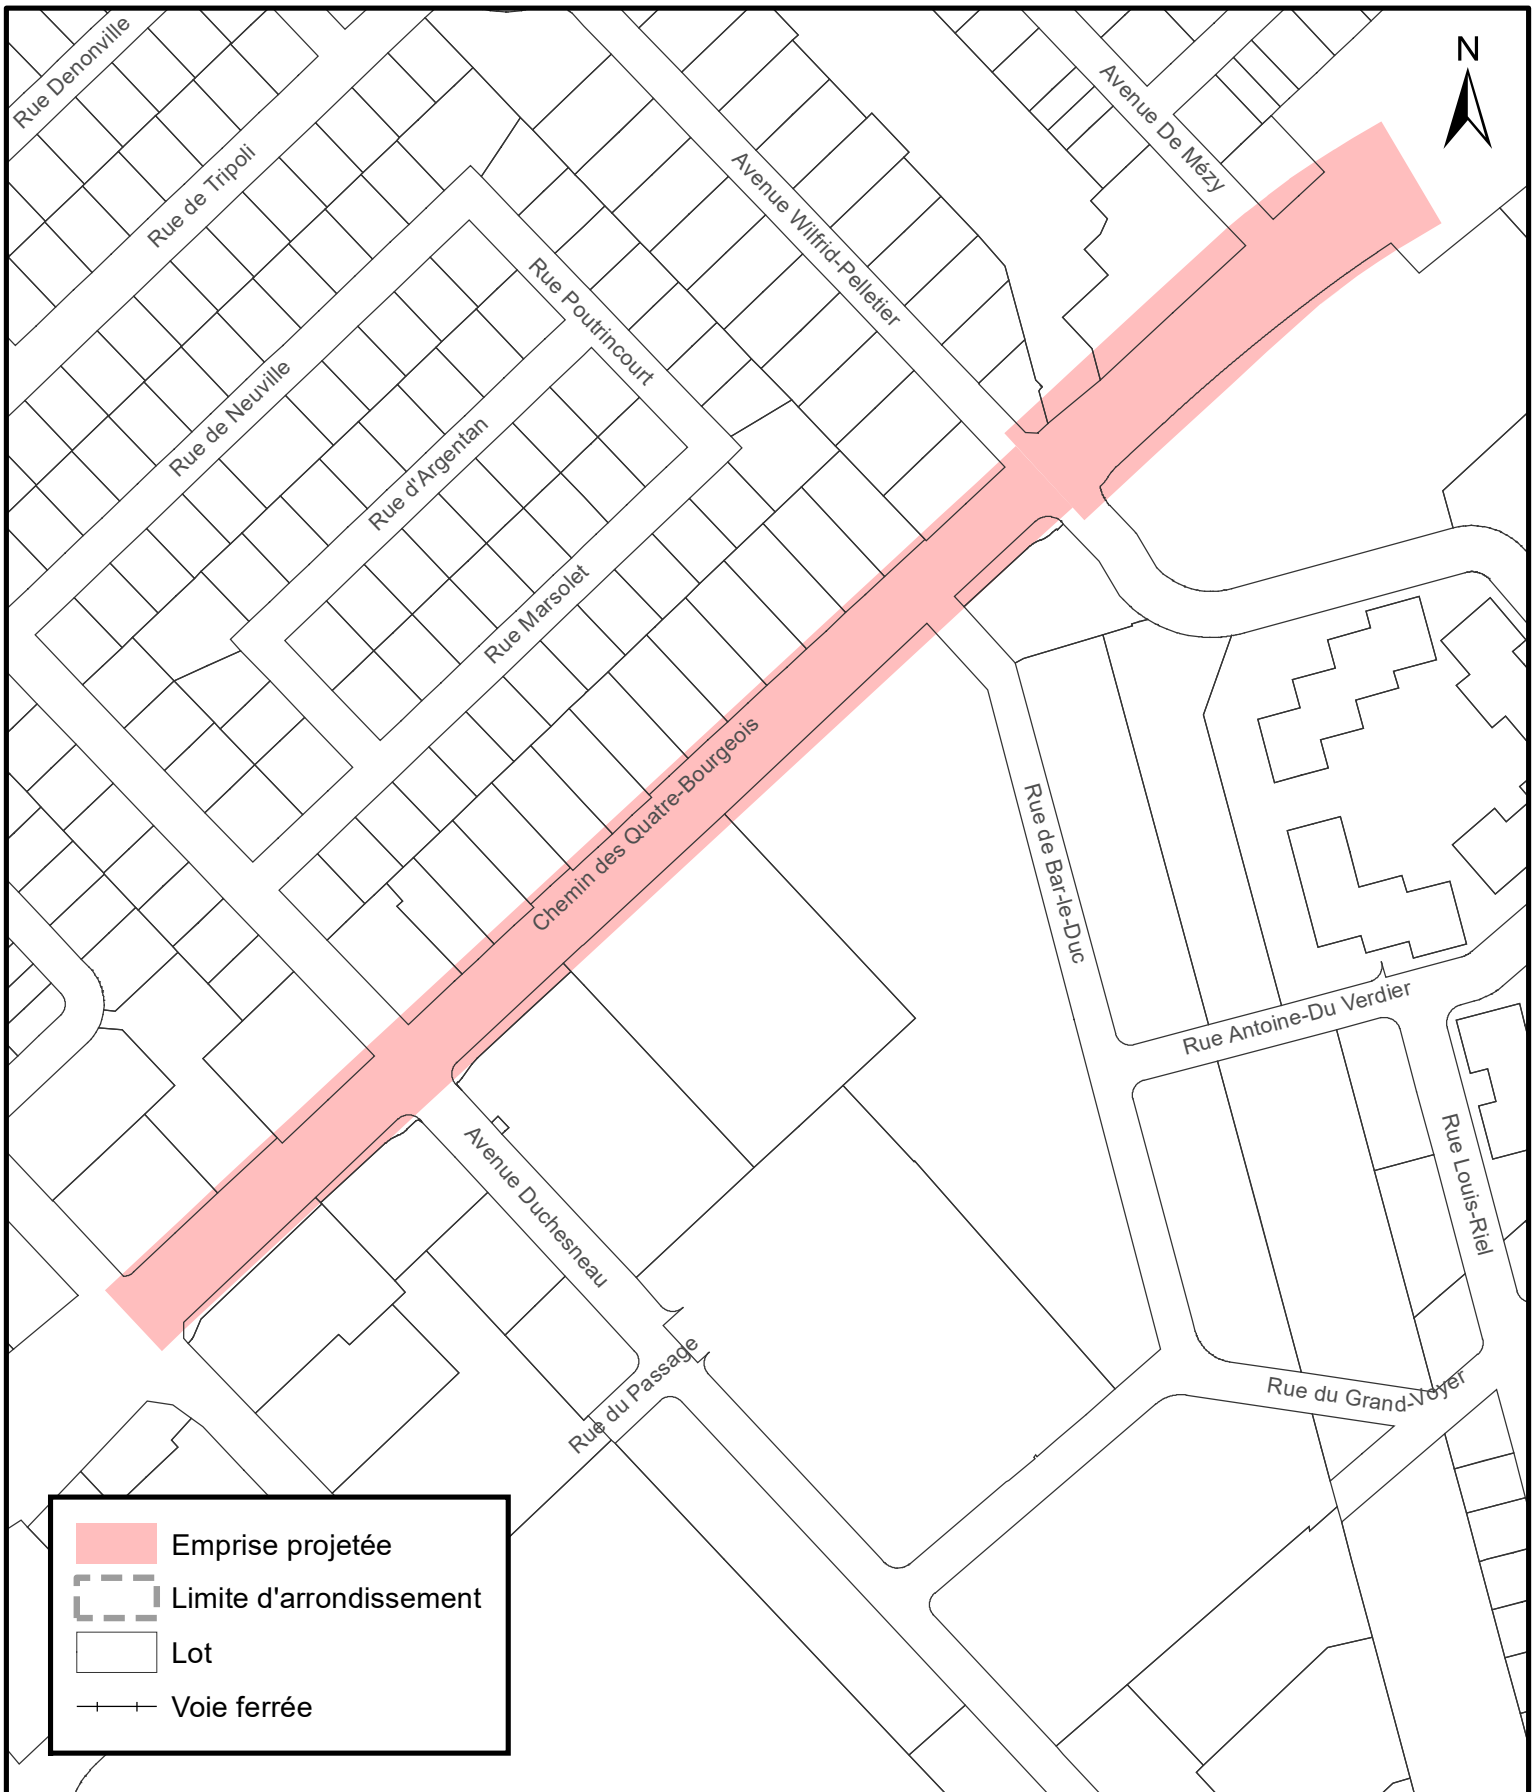 Rue Denonville
N
Avenue De Mézy
Rue de Tripoli
Avenue Wilfrid-Pelletier
Rue Poutrincourt
Rue de Neuville
Rue d'Argentan
Rue Marsolet
Chemin des Quatre-Bourgeois
Rue de Bar-le-Duc
Rue Antoine-Du Verdier
Avenue Duchesneau
Rue Louis-Riel
Rue du Passage
Rue du Grand-Voyer
Emprise projetée
Limite d'arrondissement
Lot
Voie ferrée